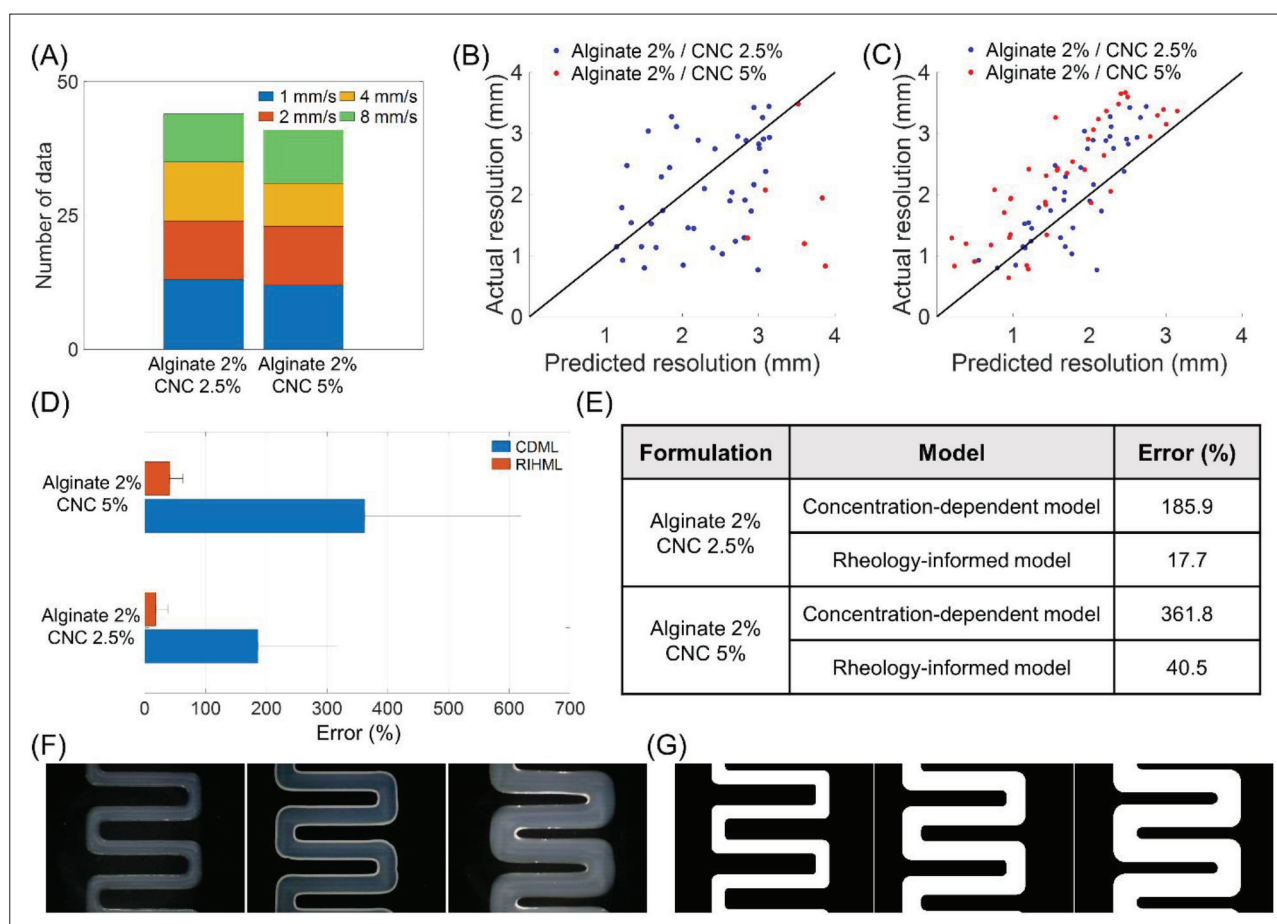 (A)
50
1 mm/s
4 mm/s
2 mm/s
8 mm/s
25
0
Number of data
Alginate 2%
CNC 2.5%
Alginate 2%
CNC 5%
(B)
Alginate 2% / CNC 2.5%
Alginate 2% / CNC 5%
4
3
2
1
0
Actual resolution (mm)
1
2
3
4
Predicted resolution (mm)
(C)
Alginate 2% / CNC 2.5%
Alginate 2% / CNC 5%
4
3
2
1
0
Actual resolution (mm)
1
2
3
4
Predicted resolution (mm)
(D)
CDML
RIHML
Alginate 2%
CNC 5%
Alginate 2%
CNC 2.5%
0 100 200 300 400 500 600 700
Error (%)
(E)
Formulation Model Error (%)
Alginate 2%
CNC 2.5%
Concentration-dependent model 185.9
Rheology-informed model 17.7
Alginate 2%
CNC 5%
Concentration-dependent model 361.8
Rheology-informed model 40.5
(F)
(G)